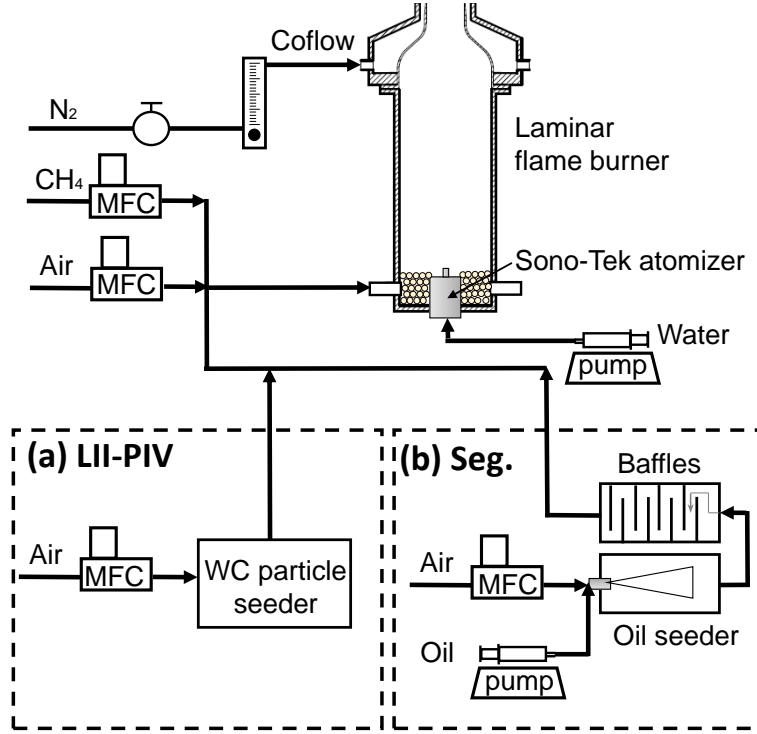 Coflow
N₂
Laminar
flame burner
CH₄
MFC
Air
MFC
Sono-Tek atomizer
Water
pump
(a) LII-PIV
(b) Seg.
Baffles
Air
MFC
WC particle
seeder
Air
MFC
Oil seeder
Oil
pump